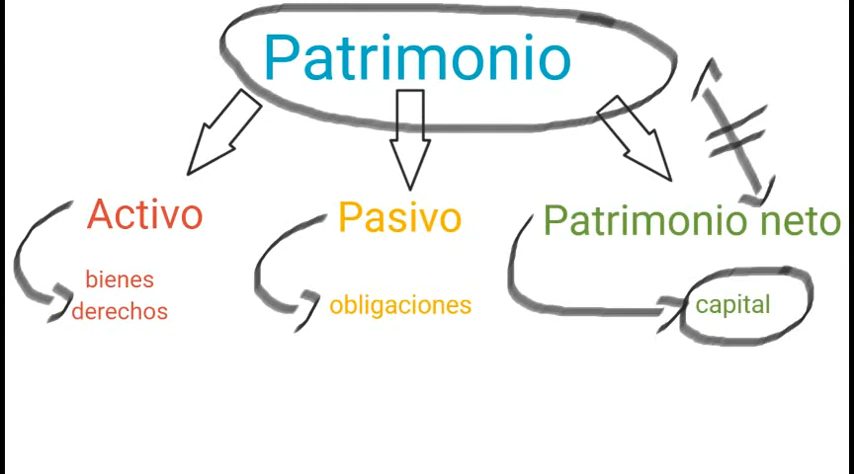 Patrimonio
Activo
bienes
derechos
Pasivo
obligaciones
Patrimonio neto
capital